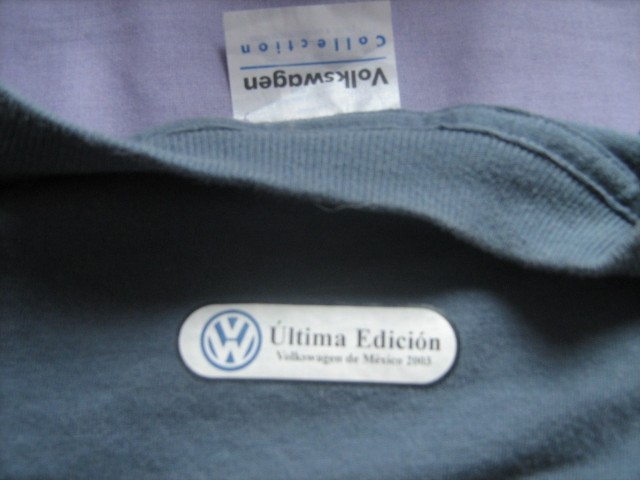 Volkswagen
Collection
Última Edición
Volkswagen de México 2003